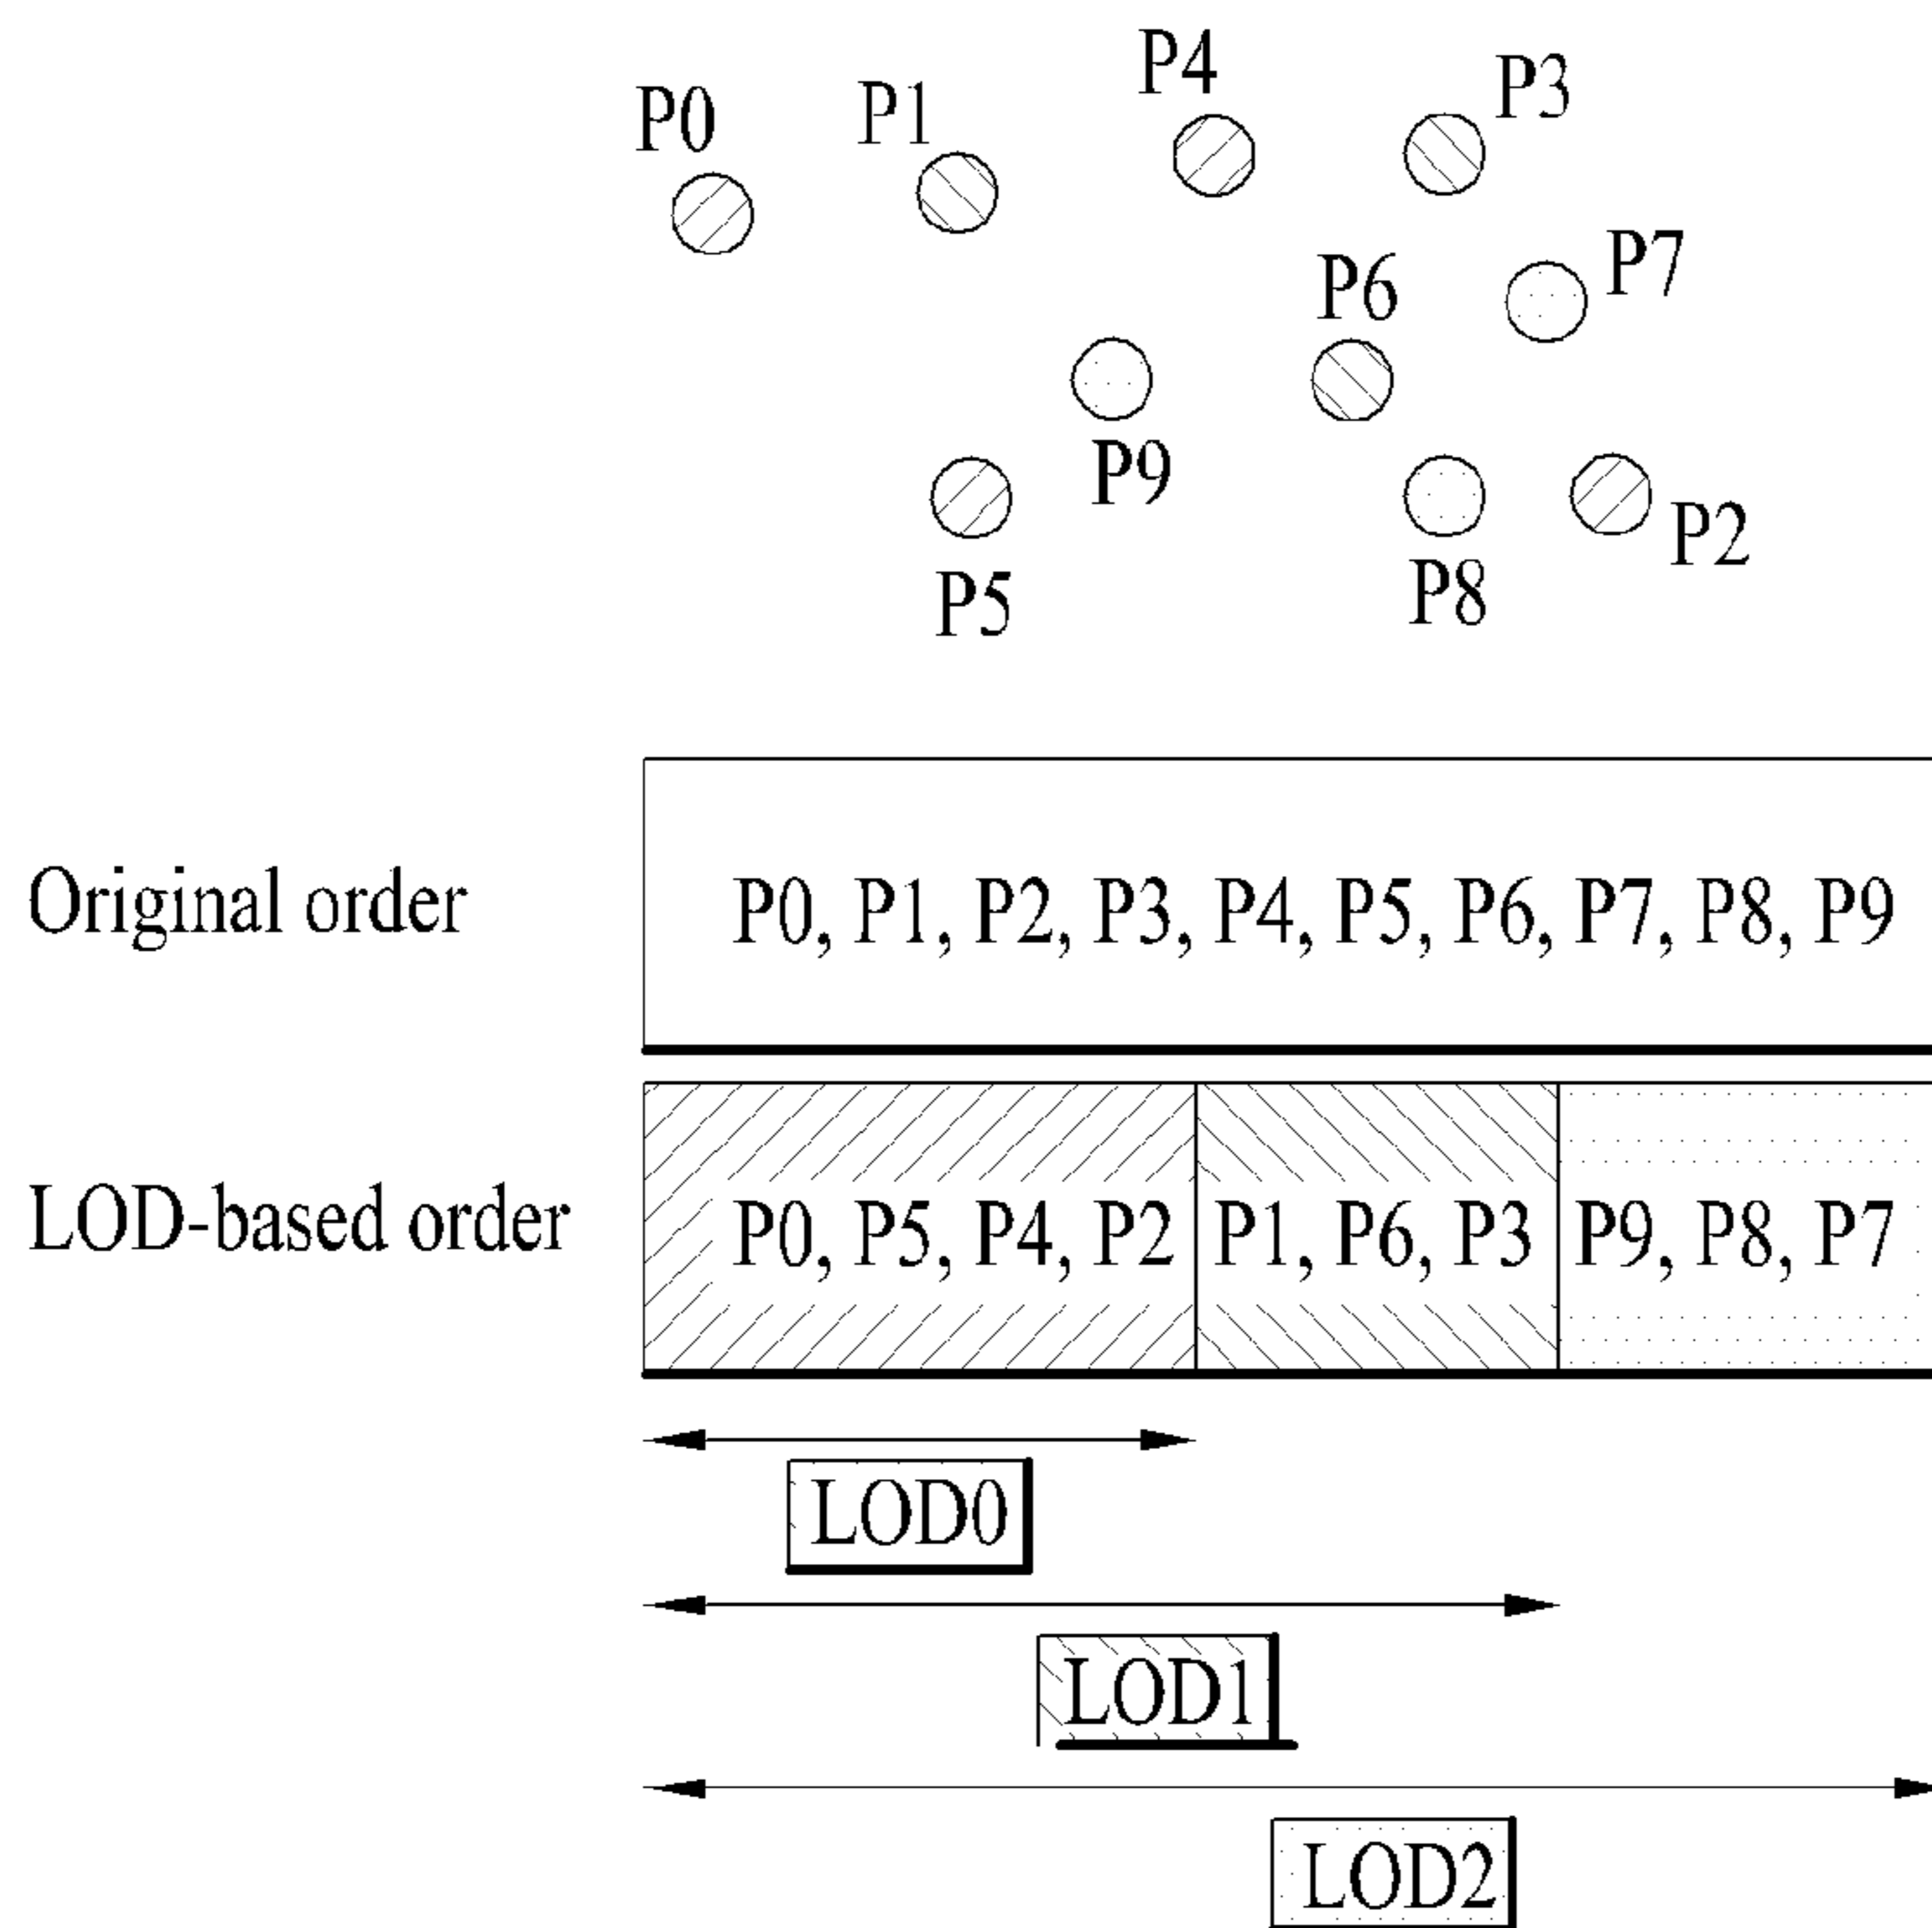 P4
P3
P0
P1
P7
P6
P9
P2
P5
P8
Original order
P0, P1, P2, P3, P4, P5, P6, P7, P8, P9
LOD-based order
P0, P5, P4, P2 P1, P6, P3 P9, P8, P7
LOD0
LOD1
LOD2